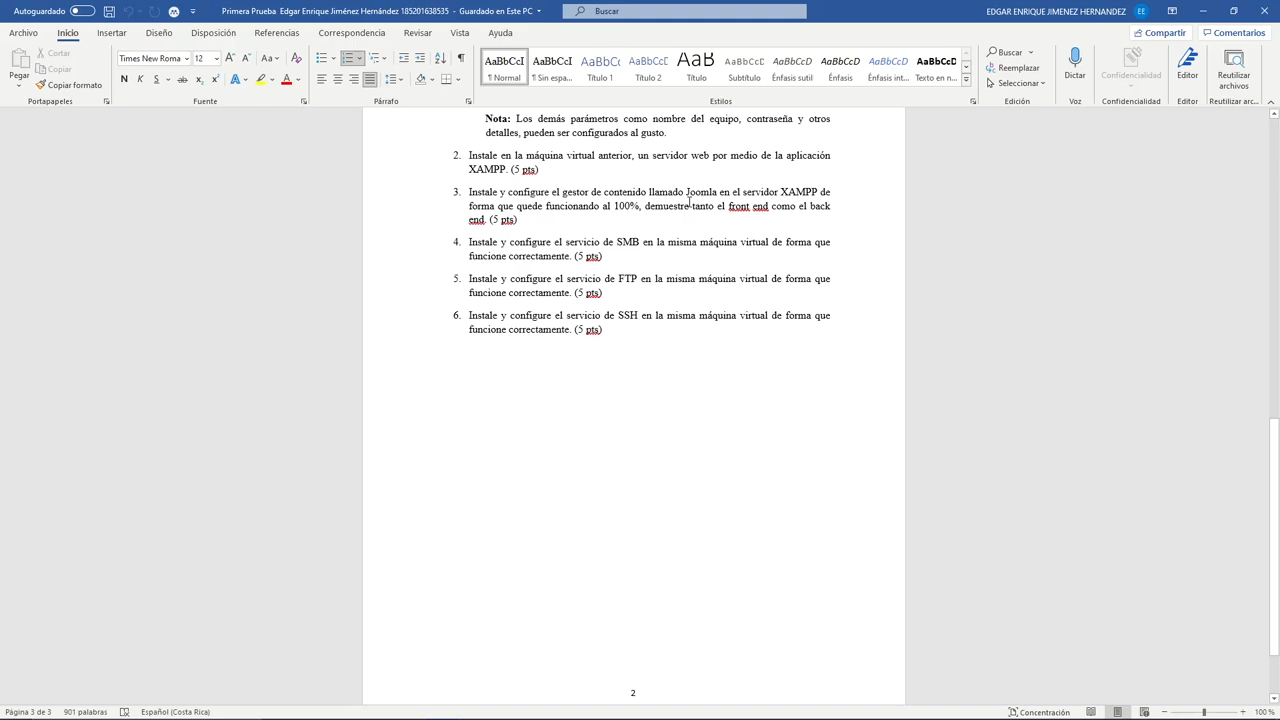 Autoguardado
Primera Prueba Edgar Enrique Jiménez Hernández 185201638535 - Guardado en Este PC
Buscar
EDGAR ENRIQUE JIMENEZ HERNANDEZ
EE
Archivo Inicio Insertar Diseño Disposición Referencias Correspondencia Revisar Vista Ayuda
Compartir
Comentarios
Pegar
Cortar
Copiar
Copiar formato
Portapapeles
Times New Roma
12
Fuente
Párrafo
AaBbCcI
¶ Normal
AaBbCcI
¶ Sin espa...
AaBbCc
Título 1
AaBbCcI
Título 2
AaB
Título
AaBbCcD
Subtítulo
AaBbCcD
Énfasis sutil
AaBbCcD
Énfasis
AaBbCcD
Énfasis int...
AaBbCcD
Texto en n...
Estilos
Buscar
Reemplazar
Seleccionar
Edición
Dictar
Voz
Confidencialidad
Confidencialidad
Editor
Editor
Reutilizar
archivos
Reutilizar arc...
Nota: Los demás parámetros como nombre del equipo, contraseña y otros
detalles, pueden ser configurados al gusto.
2. Instale en la máquina virtual anterior, un servidor web por medio de la aplicación
XAMPP. (5 pts)
3. Instale y configure el gestor de contenido llamado Joomla en el servidor XAMPP de
forma que quede funcionando al 100%, demuestre tanto el front end como el back
end. (5 pts)
4. Instale y configure el servicio de SMB en la misma máquina virtual de forma que
funcione correctamente. (5 pts)
5. Instale y configure el servicio de FTP en la misma máquina virtual de forma que
funcione correctamente. (5 pts)
6. Instale y configure el servicio de SSH en la misma máquina virtual de forma que
funcione correctamente. (5 pts)
2
Página 3 de 3
901 palabras
Español (Costa Rica)
Concentración
100 %